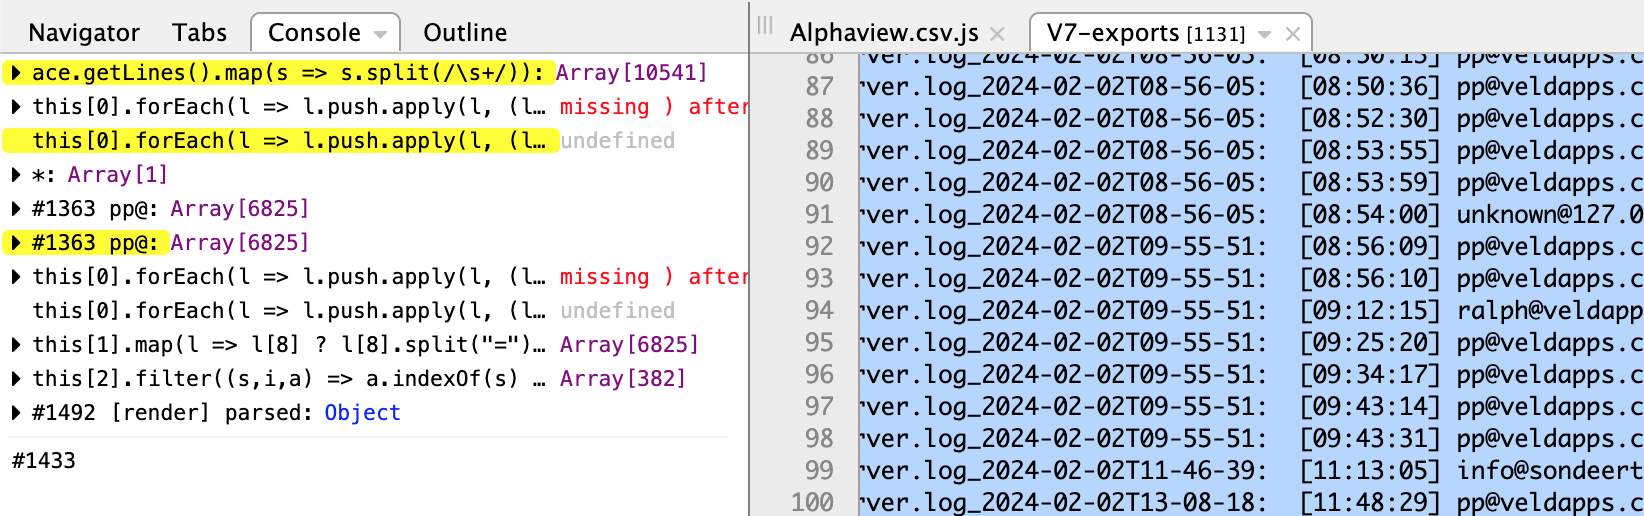 Navigator Tabs Console Outline
ace.getLines().map(s => s.split(/\s+/)): Array[10541]
this[0].forEach(l => l.push.apply(l, (l… missing ) after
this[0].forEach(l => l.push.apply(l, (l… undefined
*: Array[1]
#1363 pp@: Array[6825]
#1363 pp@: Array[6825]
this[0].forEach(l => l.push.apply(l, (l… missing ) after
this[0].forEach(l => l.push.apply(l, (l… undefined
this[1].map(l => l[8] ? l[8].split("=")… Array[6825]
this[2].filter((s,i,a) => a.indexOf(s) … Array[382]
#1492 [render] parsed: Object
#1433
Alphaview.csv.js V7-exports [1131]
86 ver.log_2024-02-02T08-56-05: [08:50:15] pp@veldapps.c
87 ver.log_2024-02-02T08-56-05: [08:50:36] pp@veldapps.c
88 ver.log_2024-02-02T08-56-05: [08:52:30] pp@veldapps.c
89 ver.log_2024-02-02T08-56-05: [08:53:55] pp@veldapps.c
90 ver.log_2024-02-02T08-56-05: [08:53:59] pp@veldapps.c
91 ver.log_2024-02-02T08-56-05: [08:54:00] unknown@127.0
92 ver.log_2024-02-02T09-55-51: [08:56:09] pp@veldapps.c
93 ver.log_2024-02-02T09-55-51: [08:56:10] pp@veldapps.c
94 ver.log_2024-02-02T09-55-51: [09:12:15] ralph@veldapp
95 ver.log_2024-02-02T09-55-51: [09:25:20] pp@veldapps.c
96 ver.log_2024-02-02T09-55-51: [09:34:17] pp@veldapps.c
97 ver.log_2024-02-02T09-55-51: [09:43:14] pp@veldapps.c
98 ver.log_2024-02-02T09-55-51: [09:43:31] pp@veldapps.c
99 ver.log_2024-02-02T11-46-39: [11:13:05] info@sondeert
100 ver.log_2024-02-02T13-08-18: [11:48:29] pp@veldapps.c